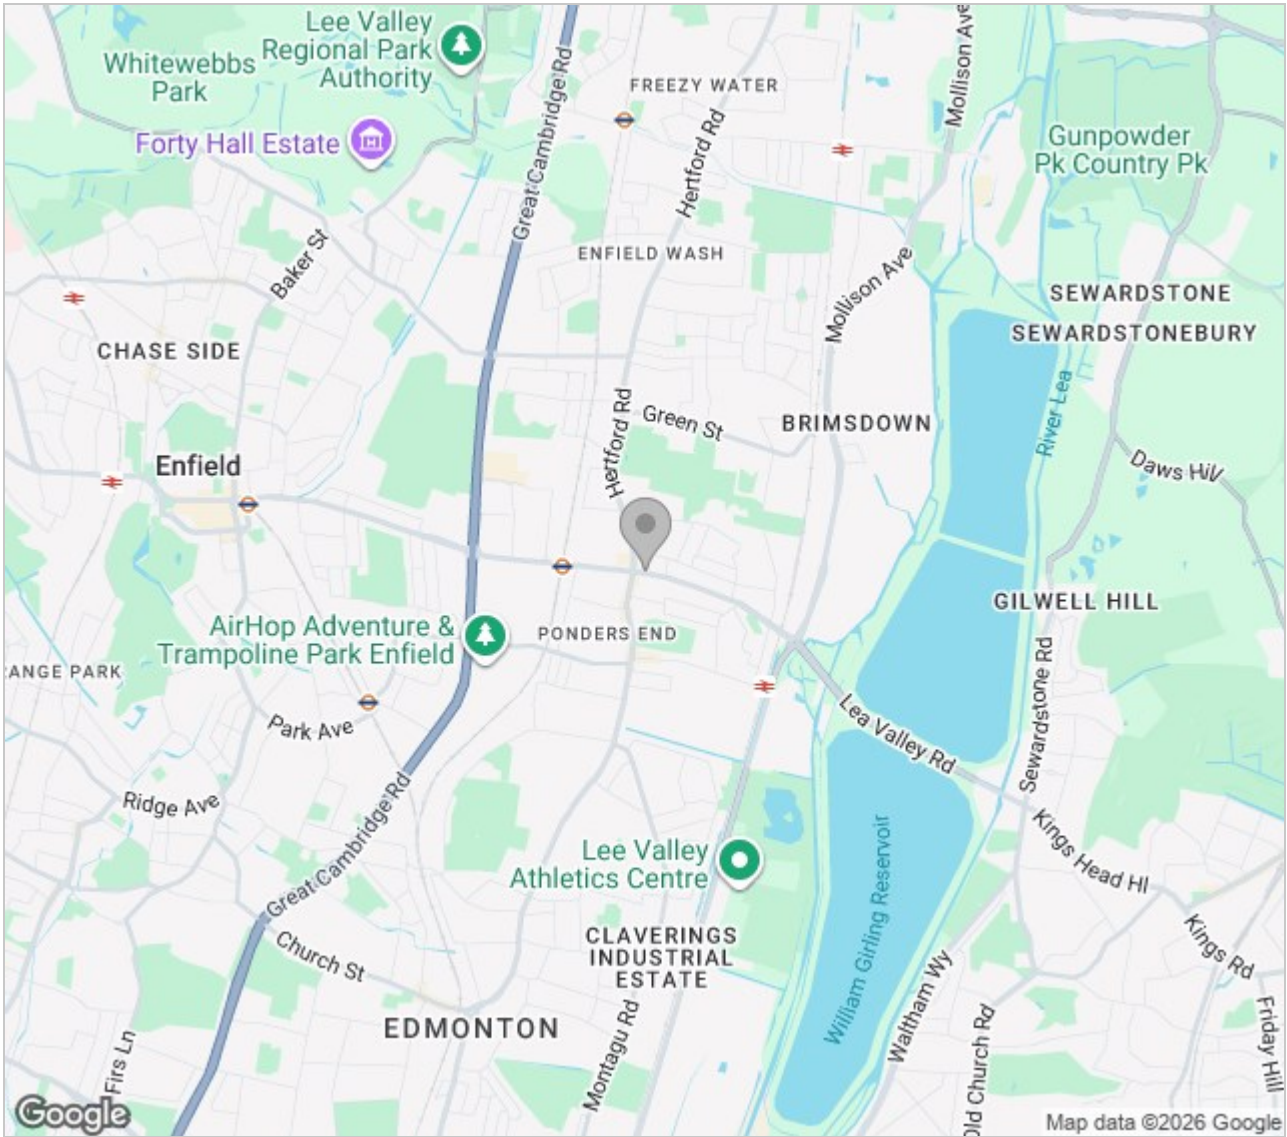 Lee Valley
Regional Park
Authority
Whitewebbs
Park
Forty Hall Estate
Great Cambridge Rd
FREEZY WATER
Hertford Rd
Mollison Ave
Gunpowder
Pk Country Pk
ENFIELD WASH
Baker St
Mollison Ave
SEWARDSTONE
SEWARDSTONEBURY
CHASE SIDE
River Lea
Hertford Rd
Green St
BRIMSDOWN
Daws Hil
Enfield
GILWELL HILL
AirHop Adventure &
Trampoline Park Enfield
PONDERS END
RANGE PARK
Park Ave
Sewardstone Rd
Lea Valley Rd
Ridge Ave
Great Cambridge Rd
Kings Head Hl
Lee Valley
Athletics Centre
William Girling Reservoir
Church St
CLAVERINGS
INDUSTRIAL
ESTATE
Kings Rd
Waltham Wy
EDMONTON
Montagu Rd
Old Church Rd
Friday Hill
Firs Ln
Google
Map data ©2026 Google